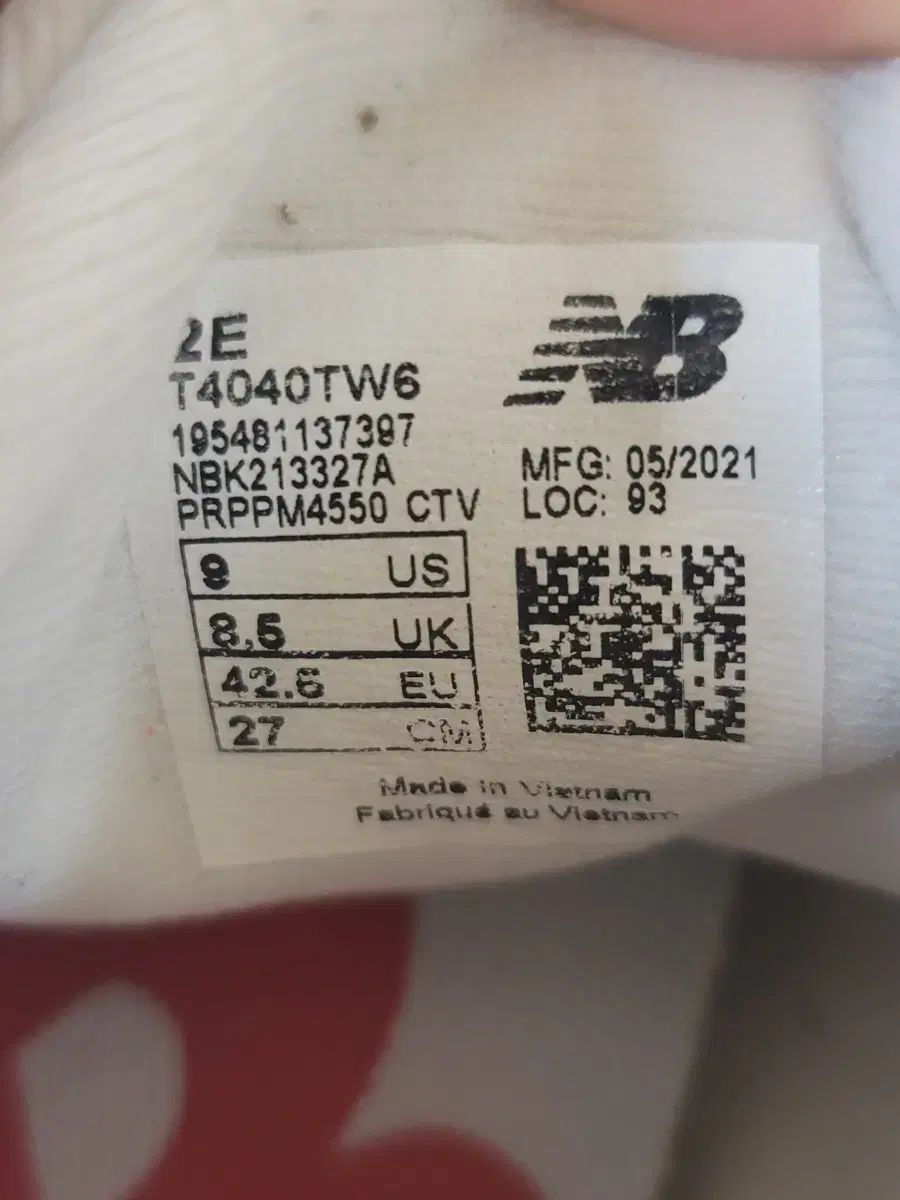 2E
T4040TW6
195481137397
NBK213327A
PRPPM4550 CTV
NB
MFG: 05/2021
LOC: 93
9 US
8.5 UK
42.5 EU
27 CM
Made in Vietnam
Fabriqué au Vietnam